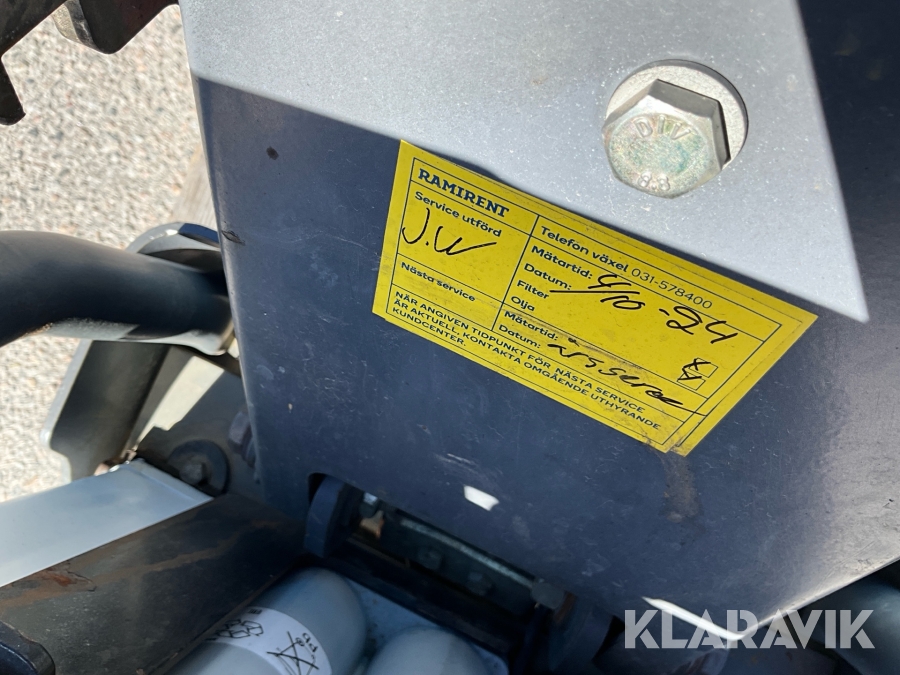 DIV
8.8
RAMIRENT
Service utförd
J.W
Nästa service
Telefon växel 031-578400
Mätartid:
Datum: 4/10-24
Filter
Olja
Mätartid:
Datum:
NÄR ANGIVEN TIDPUNKT FÖR NÄSTA SERVICE
ÄR AKTUELL, KONTAKTA OMGÅENDE UTHYRANDE
KUNDCENTER.
KLARAVIK